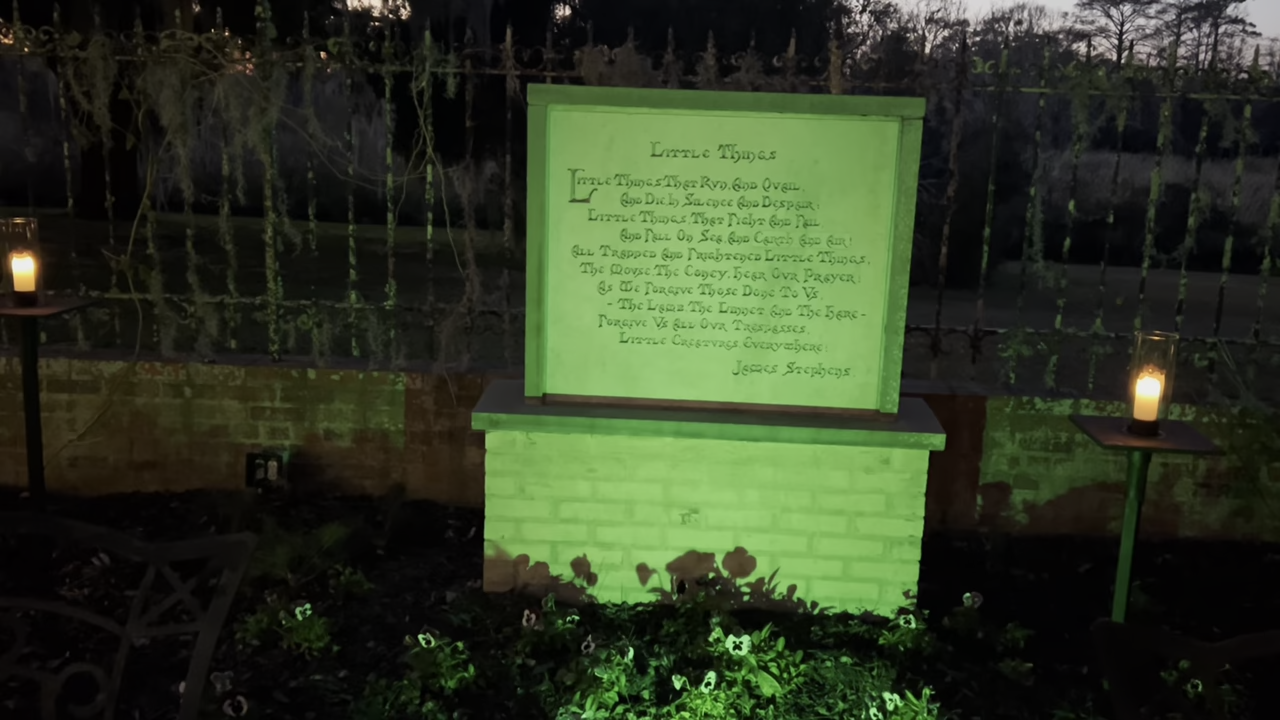 Little Things
Little Things, That Run, And Quail,
And Die, In Silence And Despair!
Little Things, That Fight And Fail
And Fall On Sea, And Earth And Air!
All Trapped And Frightened Little Things,
The Mouse, The Coney, Hear Our Prayer!
As We Forgive Those Done To Us,
- The Lamb, The Linnet And The Hare -
Forgive Us All Our Trespasses,
Little Creatures, Everywhere!
James Stephens